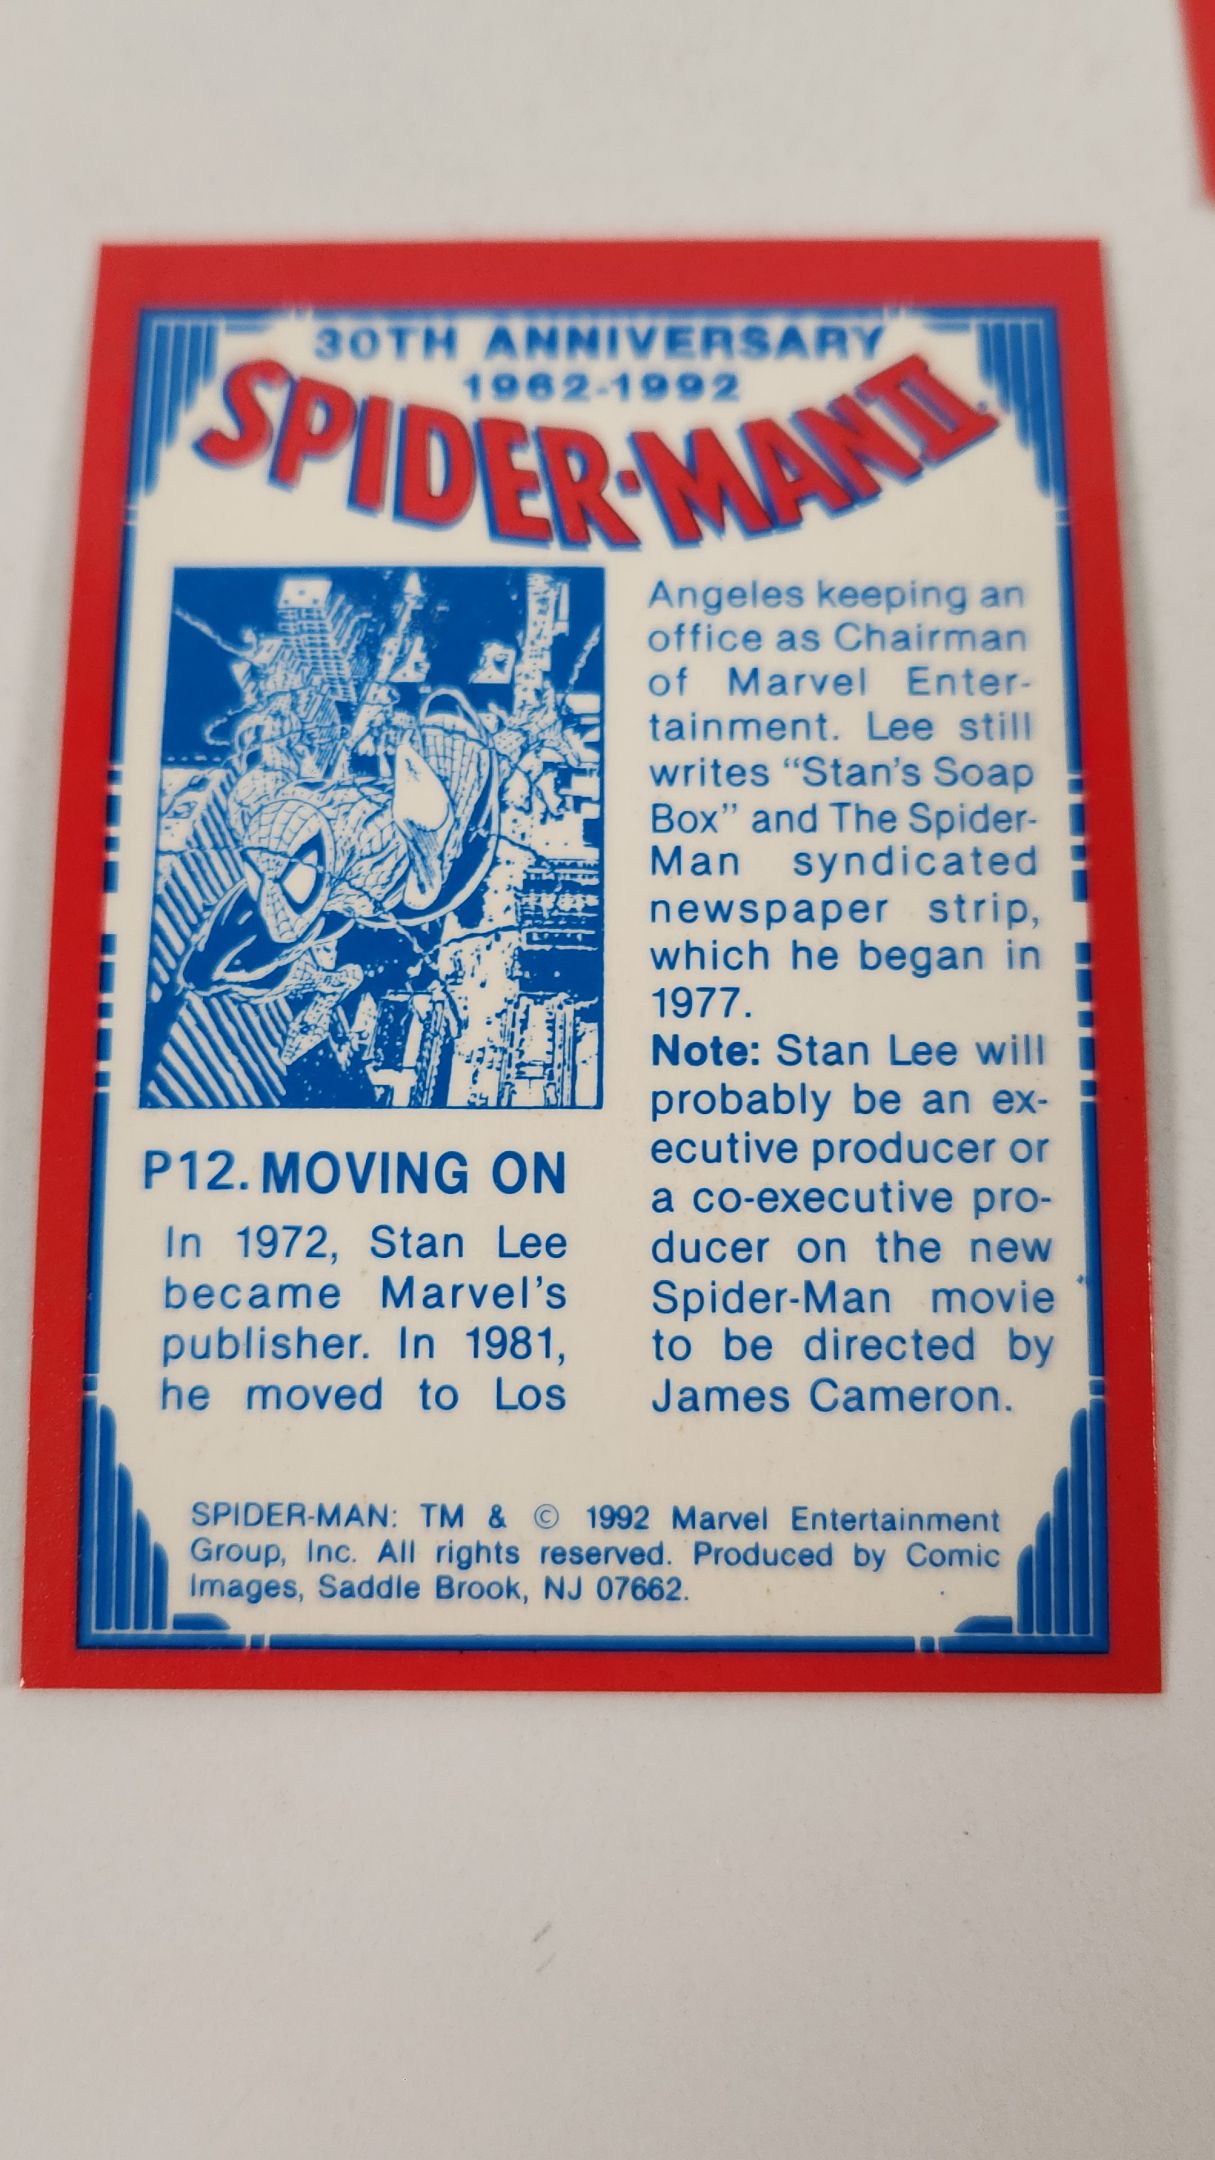 30TH ANNIVERSARY
1962-1992
SPIDER-MAN II
P12. MOVING ON
In 1972, Stan Lee
became Marvel's
publisher. In 1981,
he moved to Los
Angeles keeping an
office as Chairman
of Marvel Enter-
tainment. Lee still
writes “Stan's Soap
Box” and The Spider-
Man syndicated
newspaper strip,
which he began in
1977.
Note: Stan Lee will
probably be an ex-
ecutive producer or
a co-executive pro-
ducer on the new
Spider-Man movie
to be directed by
James Cameron.
SPIDER-MAN: TM & © 1992 Marvel Entertainment
Group, Inc. All rights reserved. Produced by Comic
Images, Saddle Brook, NJ 07662.